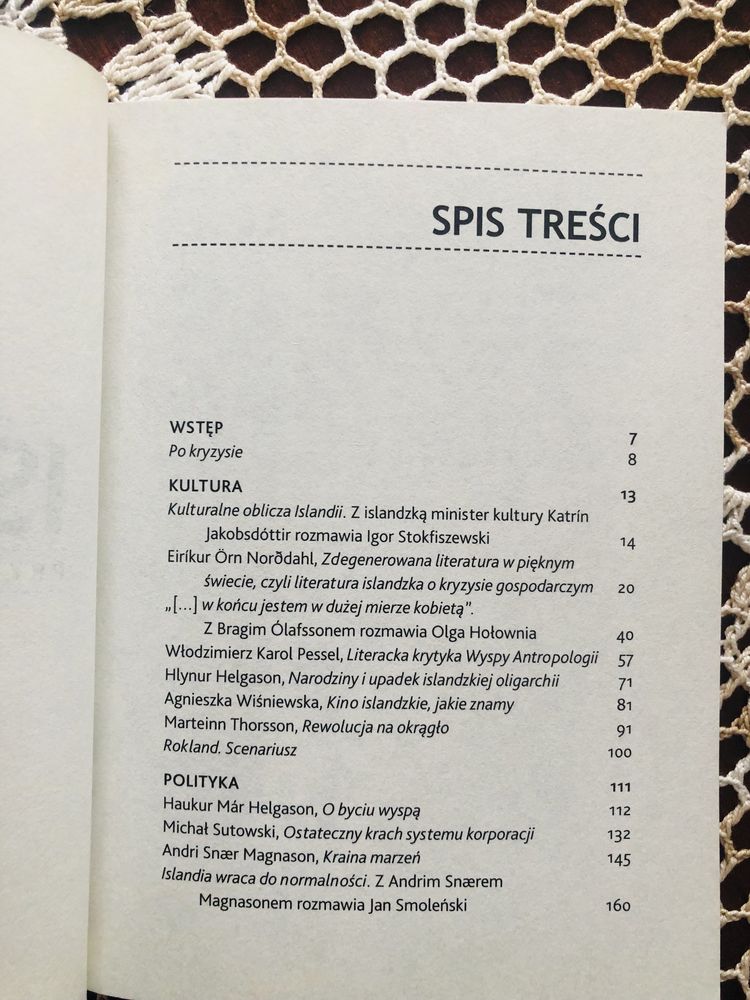 SPIS TREŚCI
WSTĘP 7
Po kryzysie 8
KULTURA 13
Kulturalne oblicza Islandii. Z islandzką minister kultury Katrín
Jakobsdóttir rozmawia Igor Stokfiszewski 14
Eiríkur Örn Norðdahl, Zdegenerowana literatura w pięknym
świecie, czyli literatura islandzka o kryzysie gospodarczym 20
„[...] w końcu jestem w dużej mierze kobietą”.
Z Bragim Ólafssonem rozmawia Olga Hołownia 40
Włodzimierz Karol Pessel, Literacka krytyka Wyspy Antropologii 57
Hlynur Helgason, Narodziny i upadek islandzkiej oligarchii 71
Agnieszka Wiśniewska, Kino islandzkie, jakie znamy 81
Marteinn Thorsson, Rewolucja na okrągło 91
Rokland. Scenariusz 100
POLITYKA 111
Haukur Már Helgason, O byciu wyspą 112
Michał Sutowski, Ostateczny krach systemu korporacji 132
Andri Snær Magnason, Kraina marzeń 145
Islandia wraca do normalności. Z Andrim Snærem
Magnasonem rozmawia Jan Smoleński 160